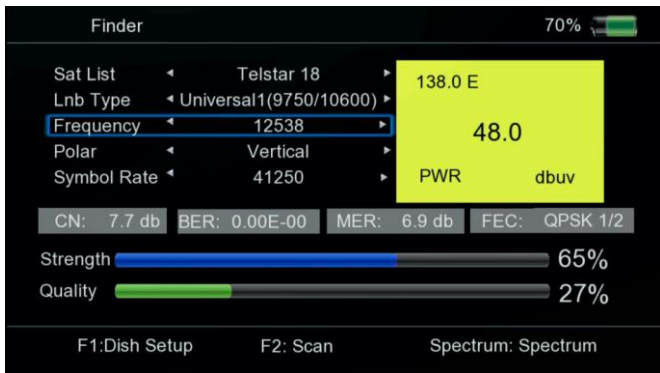 Finder 70%
Sat List Telstar 18
Lnb Type Universal1(9750/10600)
Frequency 12538
Polar Vertical
Symbol Rate 41250
138.0 E
48.0
PWR dbuv
CN: 7.7 db BER: 0.00E-00 MER: 6.9 db FEC: QPSK 1/2
Strength 65%
Quality 27%
F1:Dish Setup F2: Scan Spectrum: Spectrum